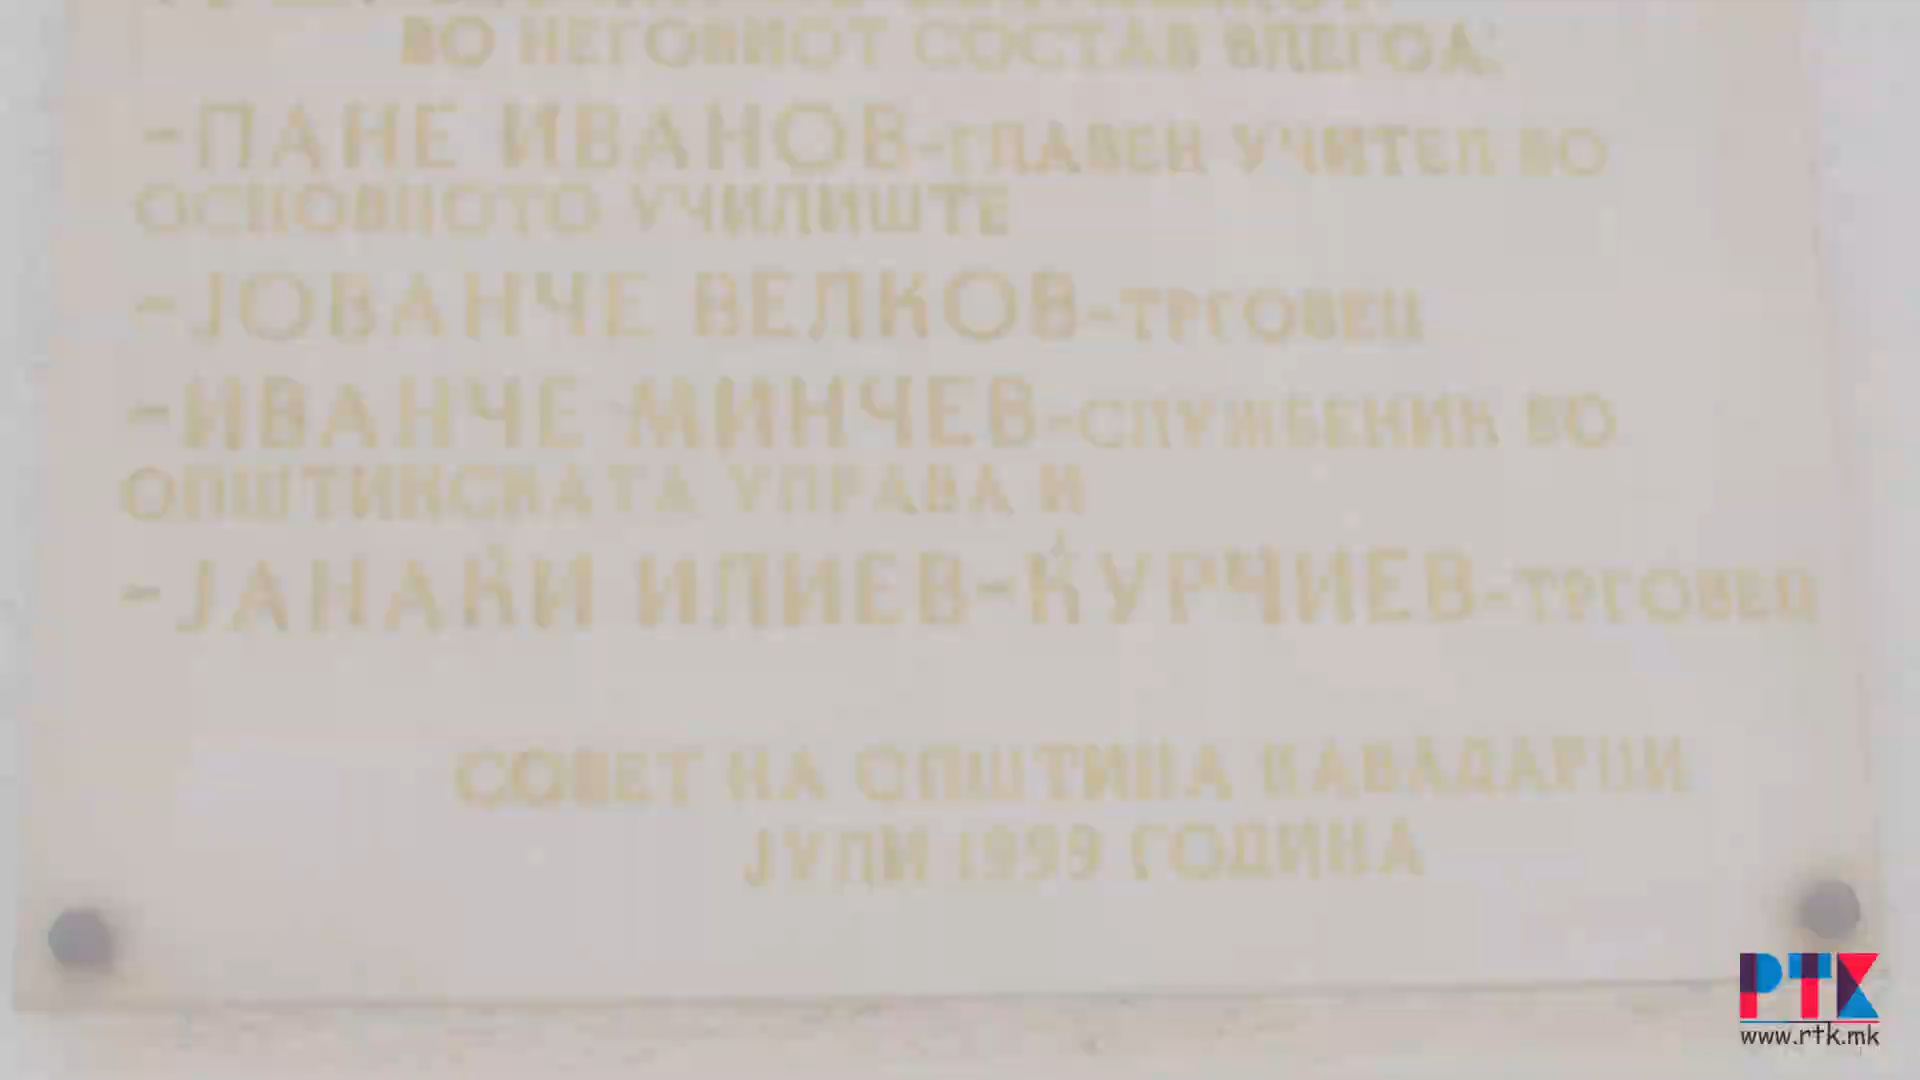 ВО НЕГОВИОТ СОСТАВ ВЛЕГОА:
-ПАНЕ ИВАНОВ-ГЛАВЕН УЧИТЕЛ ВО
ОСНОВНОТО УЧИЛИШТЕ
-ЈОВАНЧЕ ВЕЛКОВ-ТРГОВЕЦ
-ИВАНЧЕ МИНЧЕВ-СЛУЖБЕНИК ВО
ОПШТИНСКАТА УПРАВА И
-ЈАНАЌИ ИЛИЕВ-ЌУРЧИЕВ-ТРГОВЕЦ
СОВЕТ НА ОПШТИНА КАВАДАРЦИ
ЈУЛИ 1999 ГОДИНА
РТК
www.rtk.mk